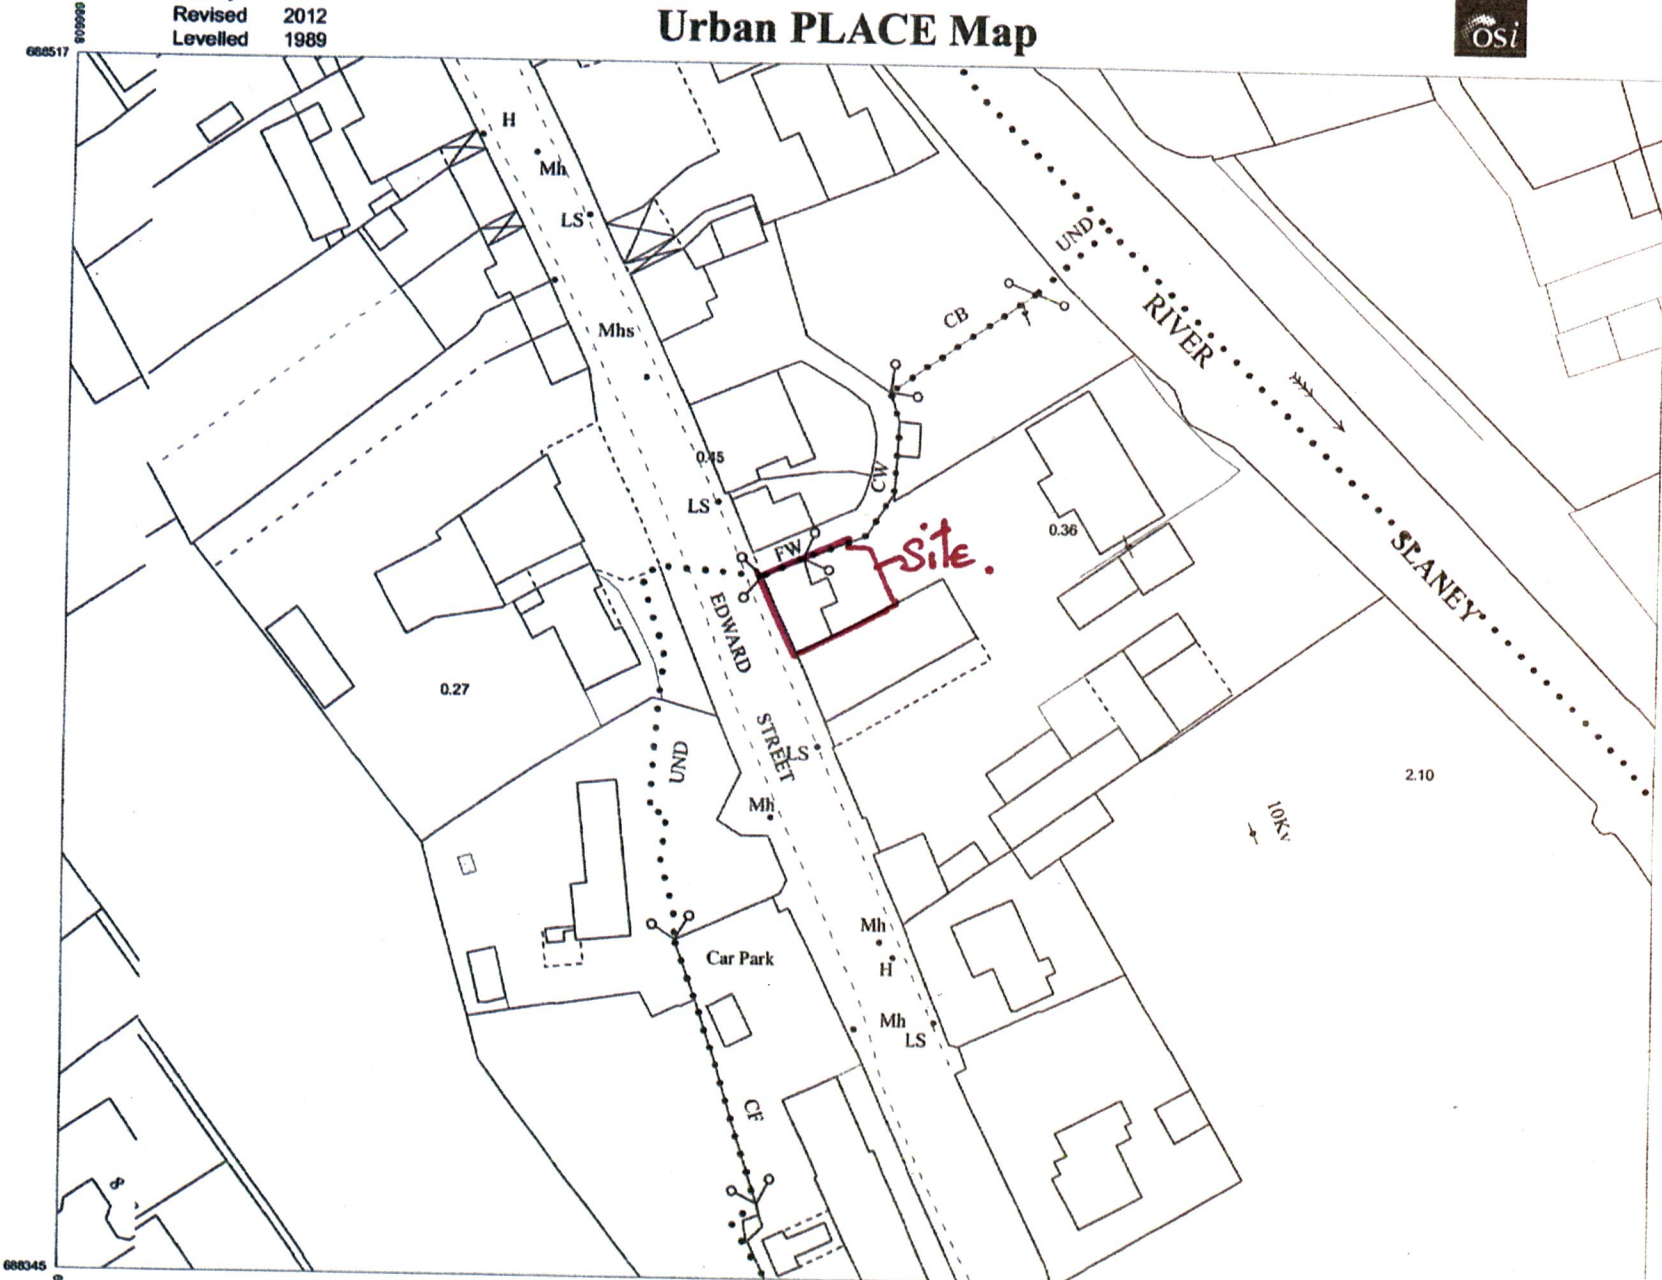 Revised 2012
Levelled 1989
Urban PLACE Map
osi
688517
H
Mh
LS
UND
CB
RIVER
Mhs
0.45
LS
CW
0.36
FW
Site.
SLANEY
EDWARD
0.27
STREET
LS
UND
Mh
2.10
10Kv
Mh
Car Park
H
Mh
LS
CF
8
688345